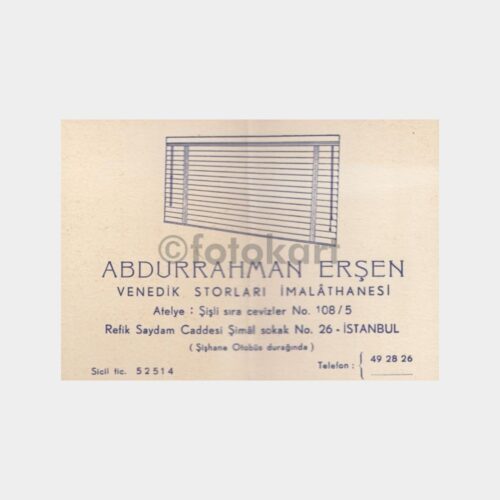 ©fotokart
ABDURRAHMAN ERŞEN
VENEDİK STORLARI İMALÂTHANESİ
Atelye : Şişli sıra cevizler No. 108/5
Refik Saydam Caddesi Şimâl sokak No. 26 - İSTANBUL
( Şişhane Otobüs durağında )
Sicil tic. 52514
Telefon : { 49 28 26